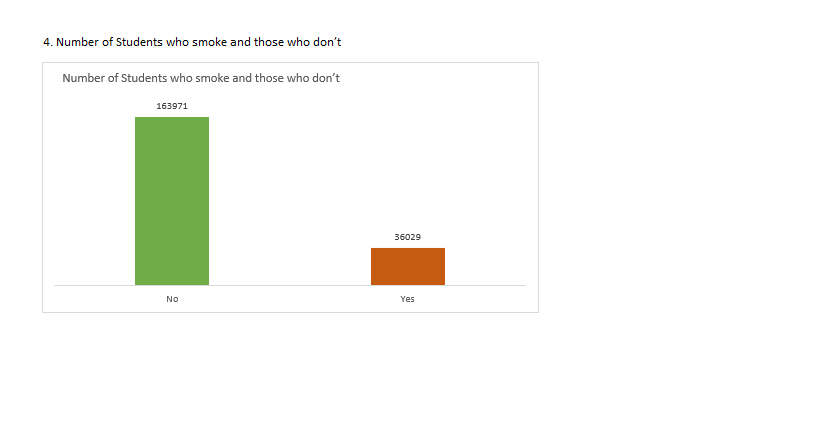 4. Number of Students who smoke and those who don't
Number of Students who smoke and those who don't
163971
36029
No
Yes